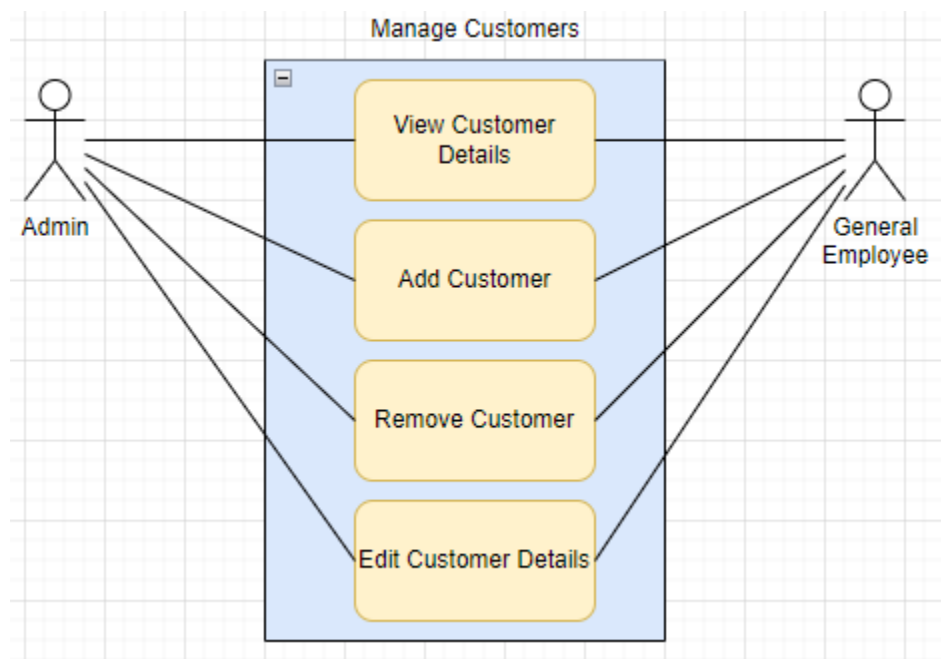 Manage Customers
View Customer
Details
Admin
General
Employee
Add Customer
Remove Customer
Edit Customer Details